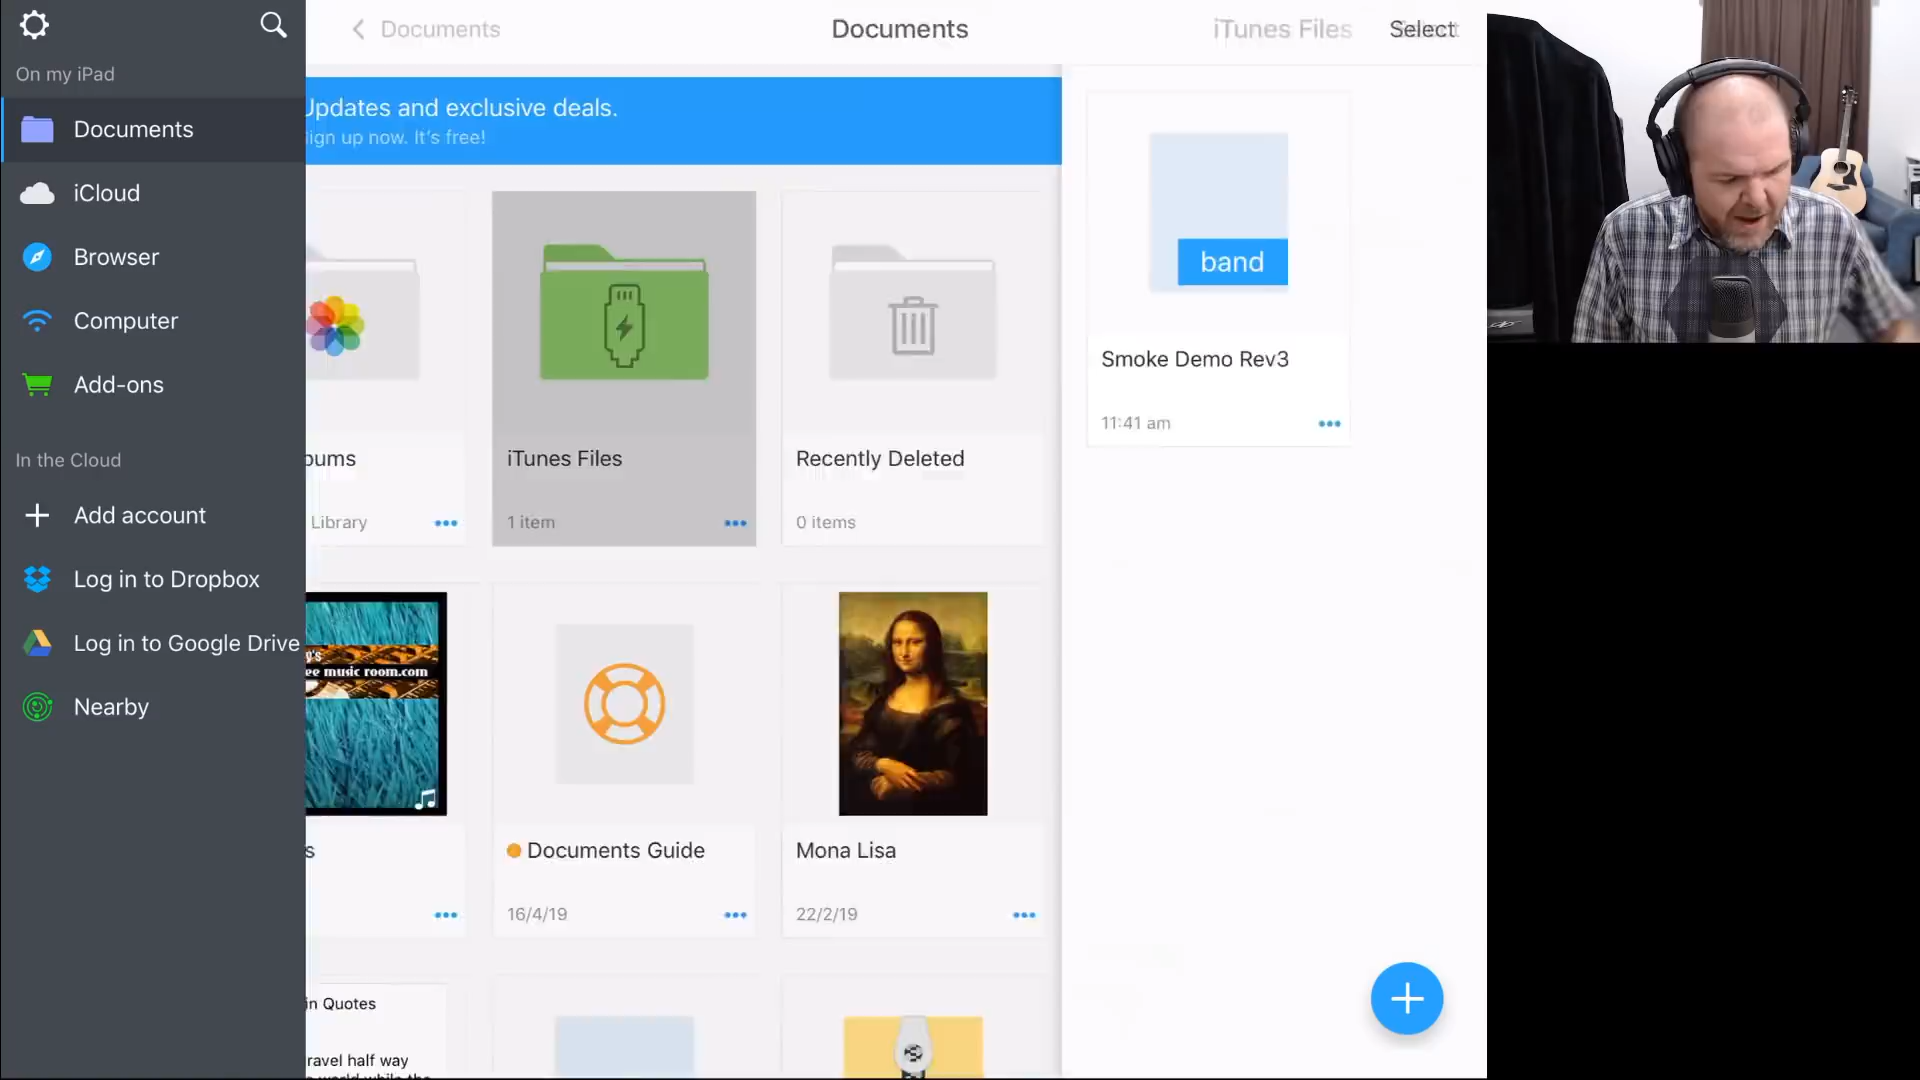 On my iPad
Documents
iCloud
Browser
Computer
Add-ons
In the Cloud
Add account
Log in to Dropbox
Log in to Google Drive
Nearby
Documents
Documents
iTunes Files
Select
Updates and exclusive deals.
ign up now. It's free!
bums
Library
iTunes Files
1 item
Recently Deleted
0 items
band
Smoke Demo Rev3
11:41 am
g's
ee music room.com
s
Documents Guide
16/4/19
Mona Lisa
22/2/19
in Quotes
ravel half way